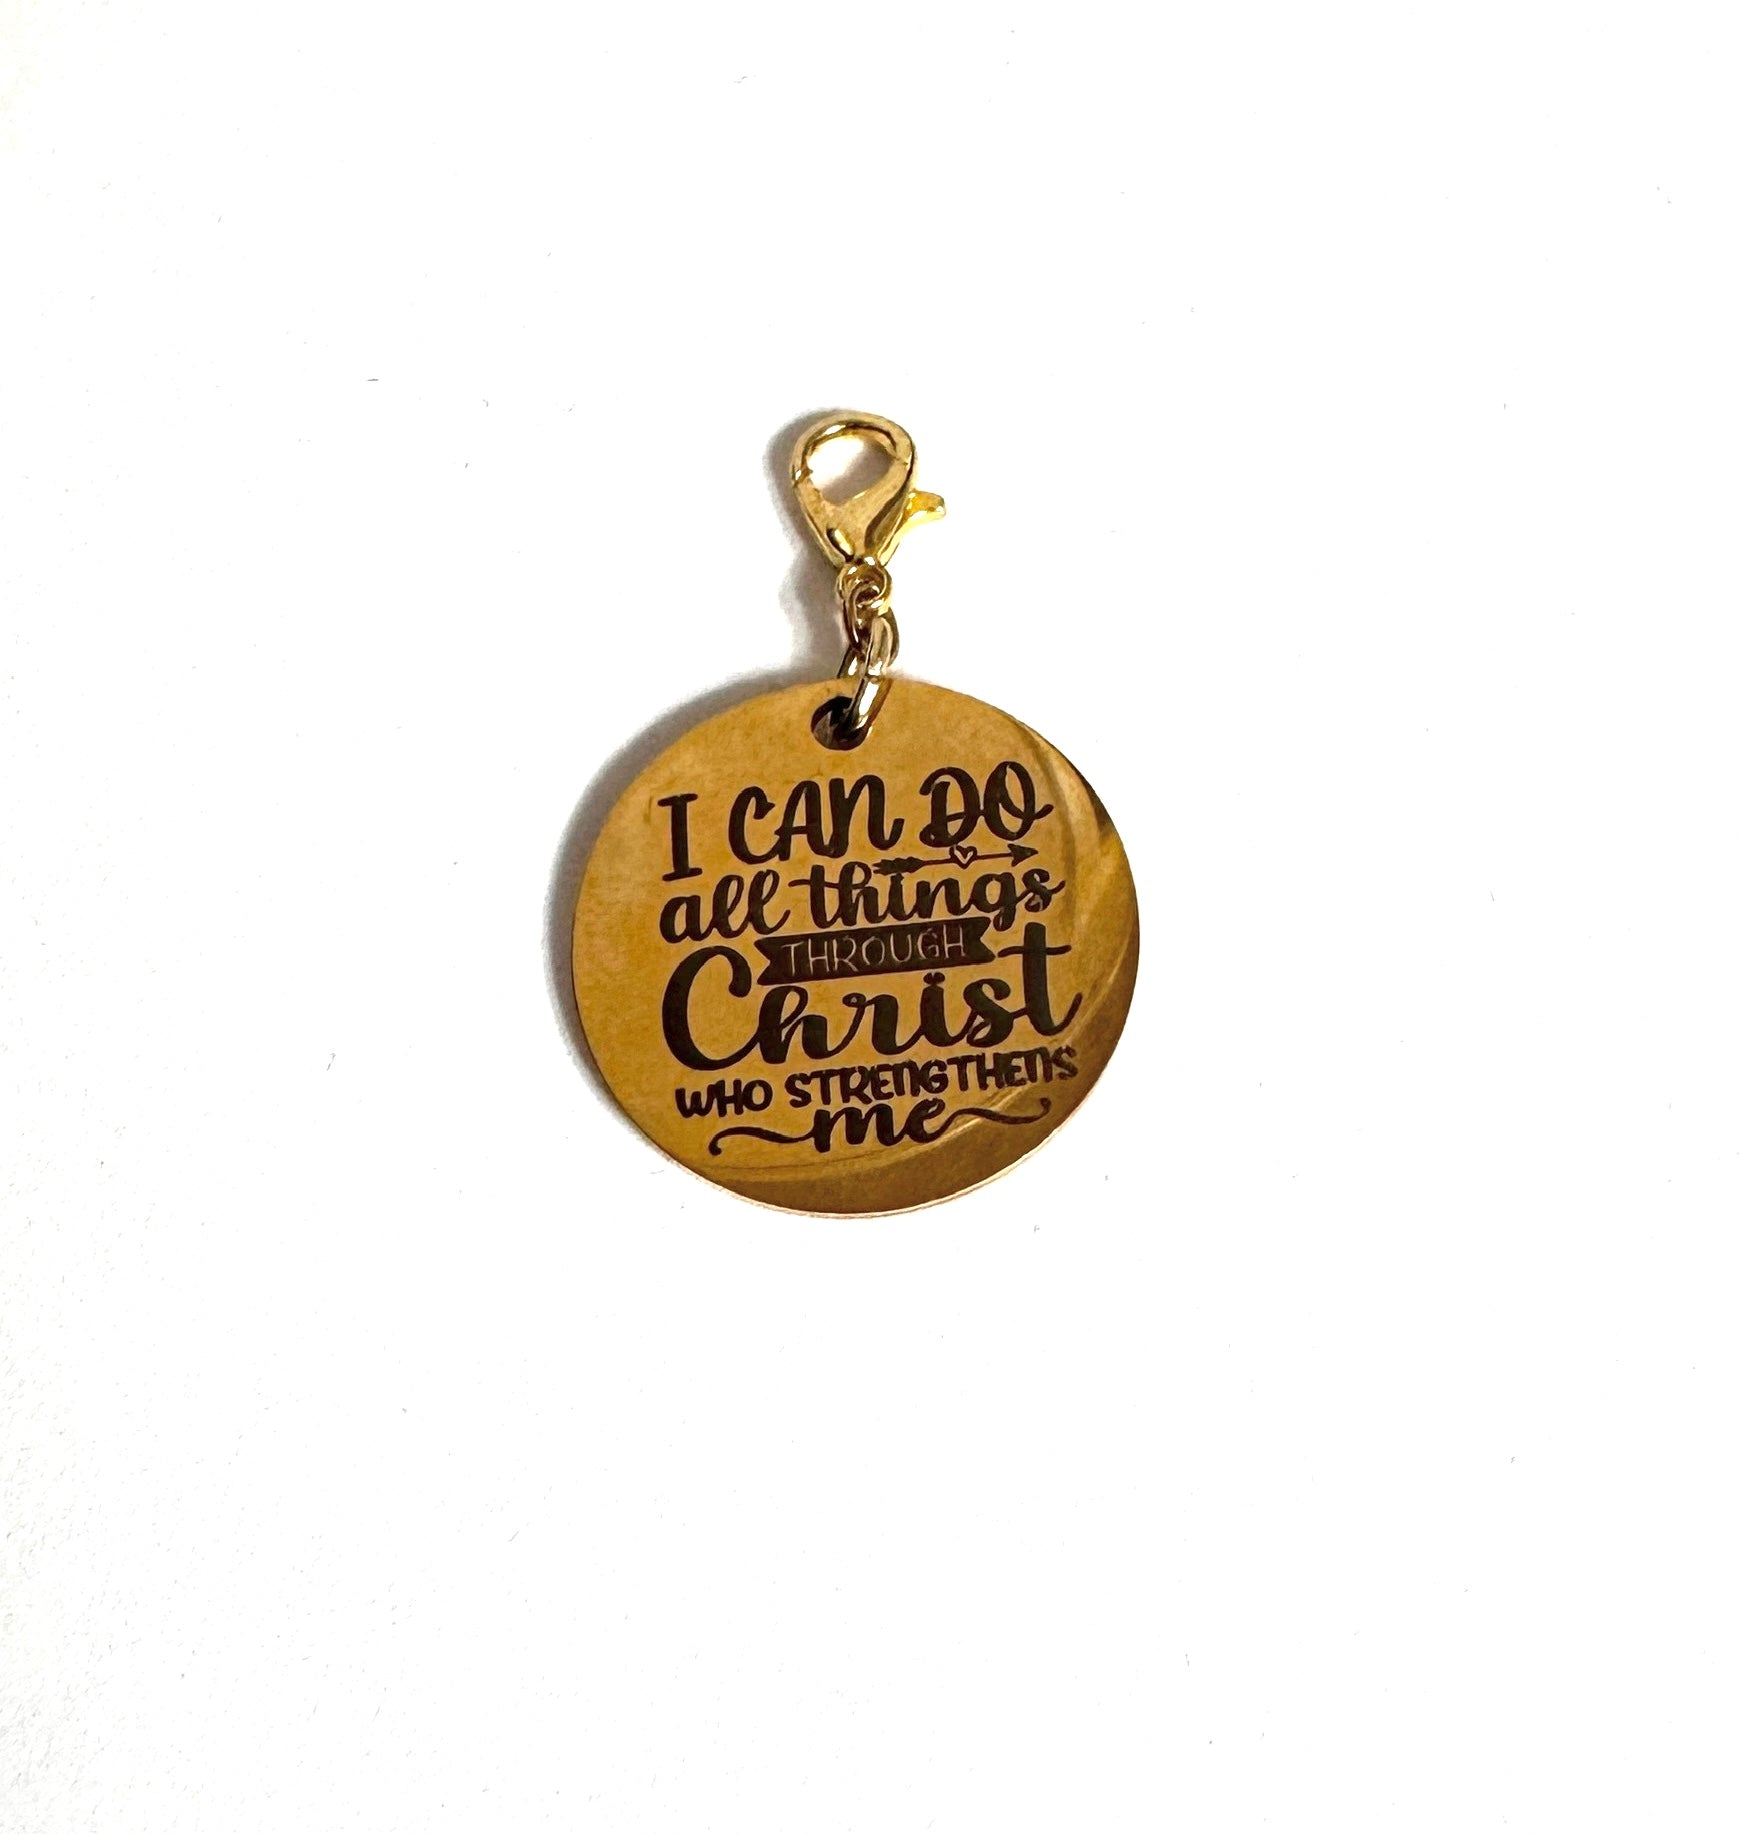 I CAN DO
all things
THROUGH
Christ
WHO STRENGTHENS
me